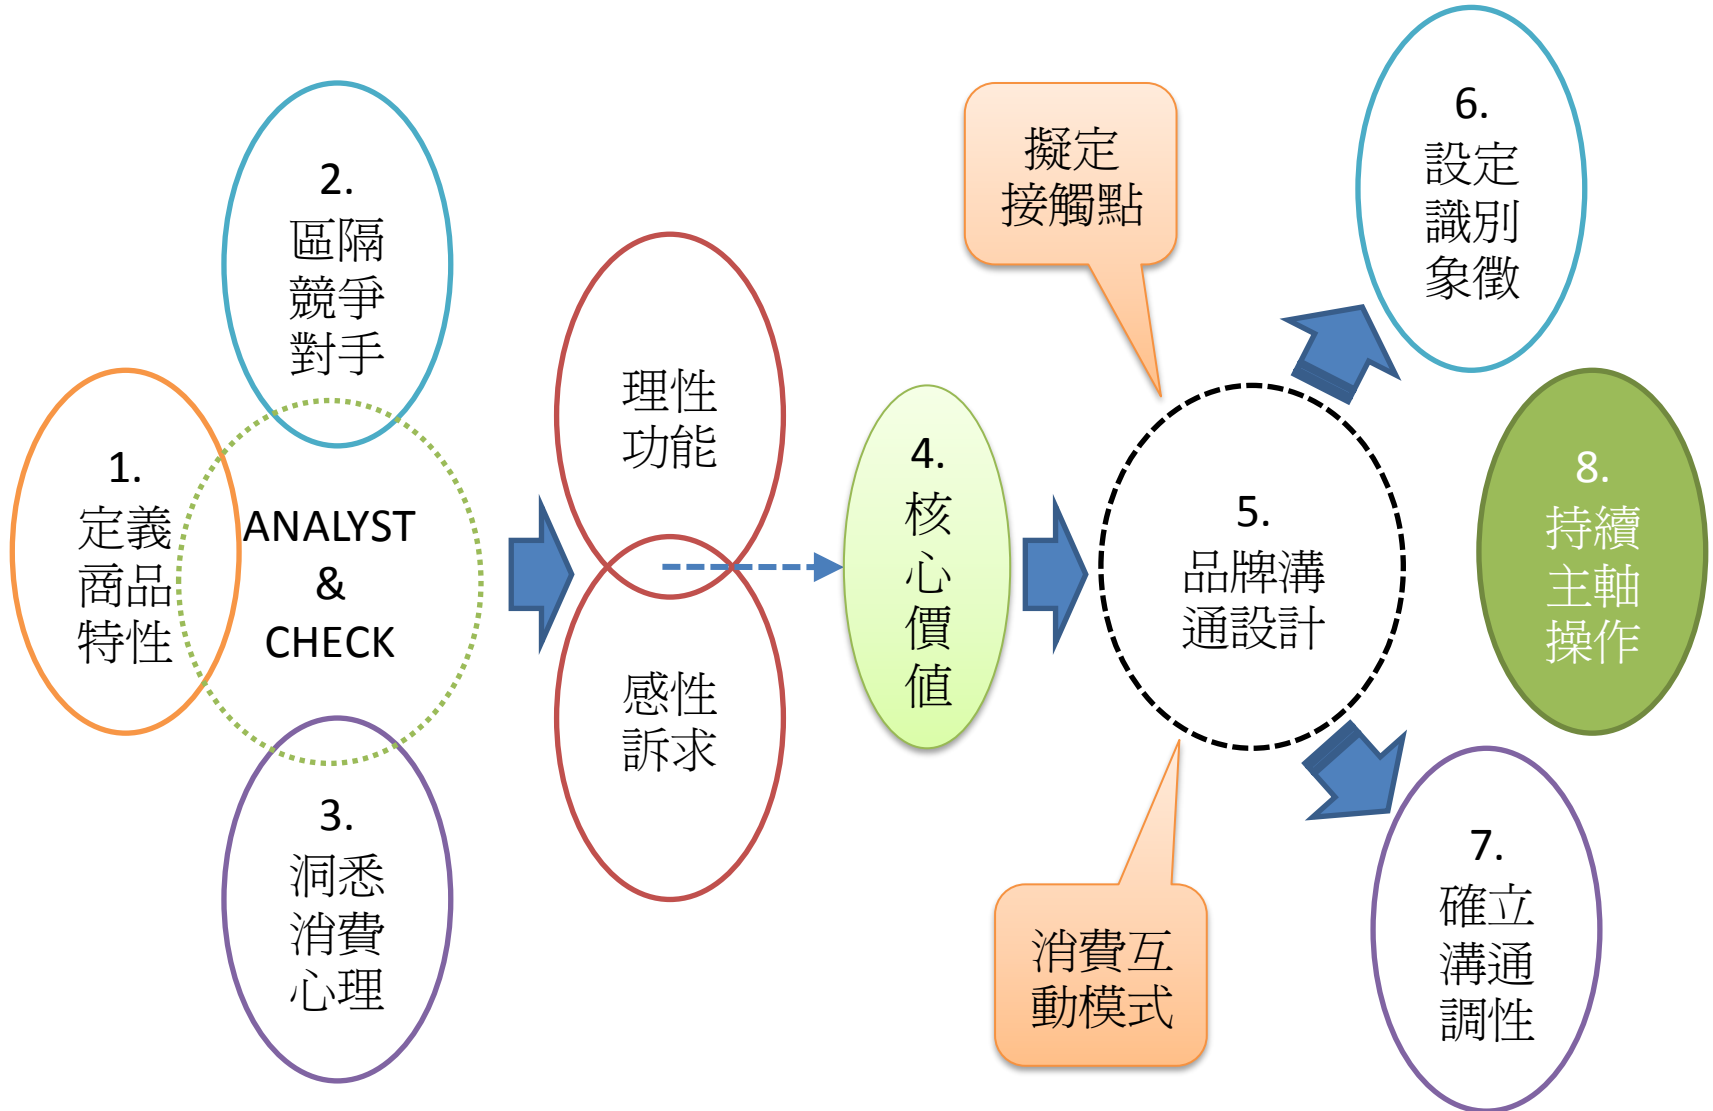 1.
定義
商品
特性
2.
區隔
競爭
對手
ANALYST
&
CHECK
3.
洞悉
消費
心理
理性
功能
感性
訴求
4.
核
心
價
值
擬定
接觸點
5.
品牌溝
通設計
消費互
動模式
6.
設定
識別
象徵
7.
確立
溝通
調性
8.
持續
主軸
操作